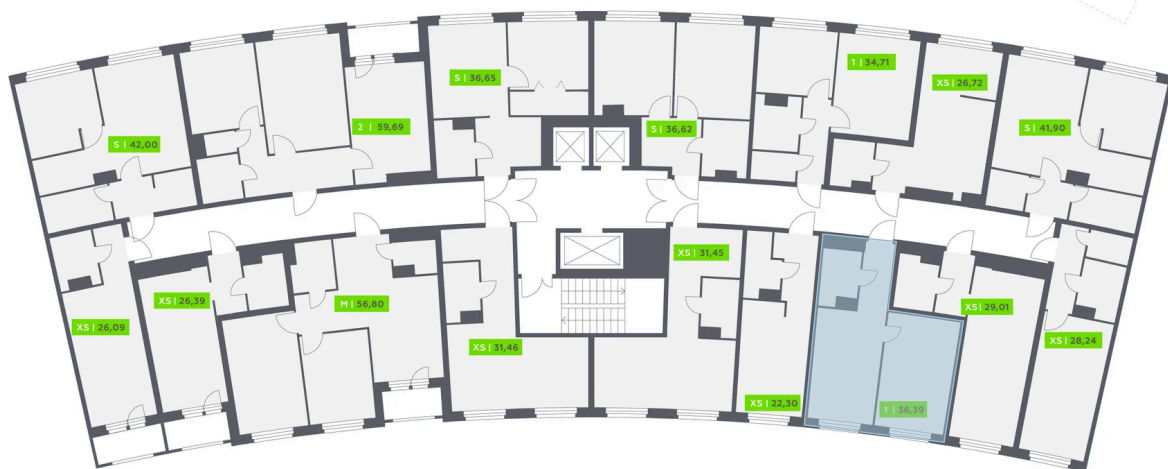 S | 42,00
2 | 59,69
S | 36,65
S | 36,62
1 | 34,71
XS | 26,72
S | 41,90
XS | 26,09
XS | 26,39
M | 56,80
XS | 31,46
XS | 31,45
XS | 22,30
1 | 36,39
XS | 29,01
XS | 28,24